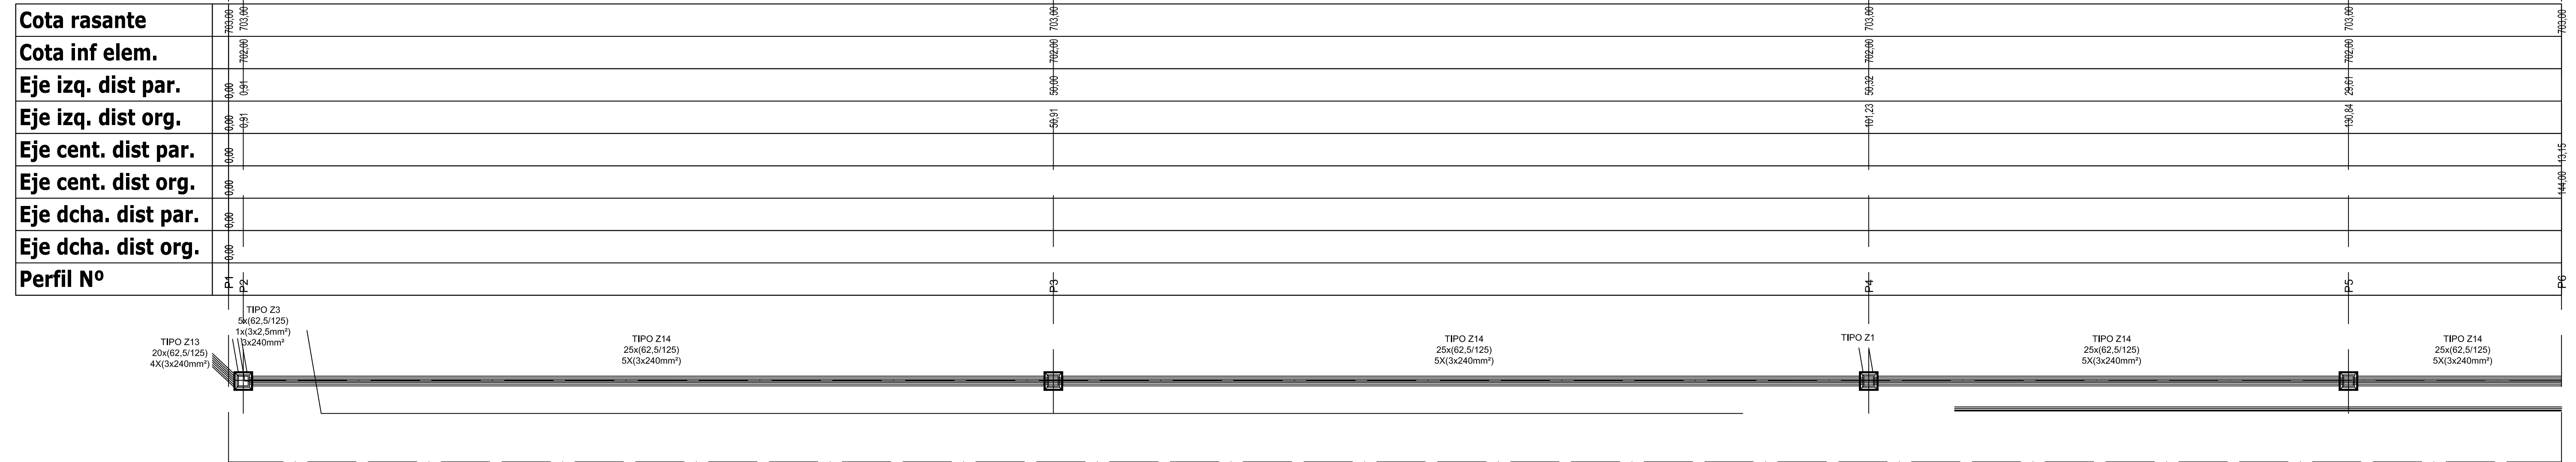 Cota rasante 703,00 703,00 703,00 703,00 703,00 703,00
Cota inf elem. 702,00 702,00 702,00 702,00
Eje izq. dist par. 0,00 0,91 50,00 50,32 29,61
Eje izq. dist org. 0,00 0,91 50,91 101,23 130,84
Eje cent. dist par. 0,00 13,15
Eje cent. dist org. 0,00 144,00
Eje dcha. dist par. 0,00
Eje dcha. dist org. 0,00
Perfil Nº P1 P2 P3 P4 P5 P6
TIPO Z13
20x(62,5/125)
4X(3x240mm²)
TIPO Z3
5x(62,5/125)
1x(3x2,5mm²)
3x240mm²
TIPO Z14
25x(62,5/125)
5X(3x240mm²)
TIPO Z14
25x(62,5/125)
5X(3x240mm²)
TIPO Z1
TIPO Z14
25x(62,5/125)
5X(3x240mm²)
TIPO Z14
25x(62,5/125)
5X(3x240mm²)